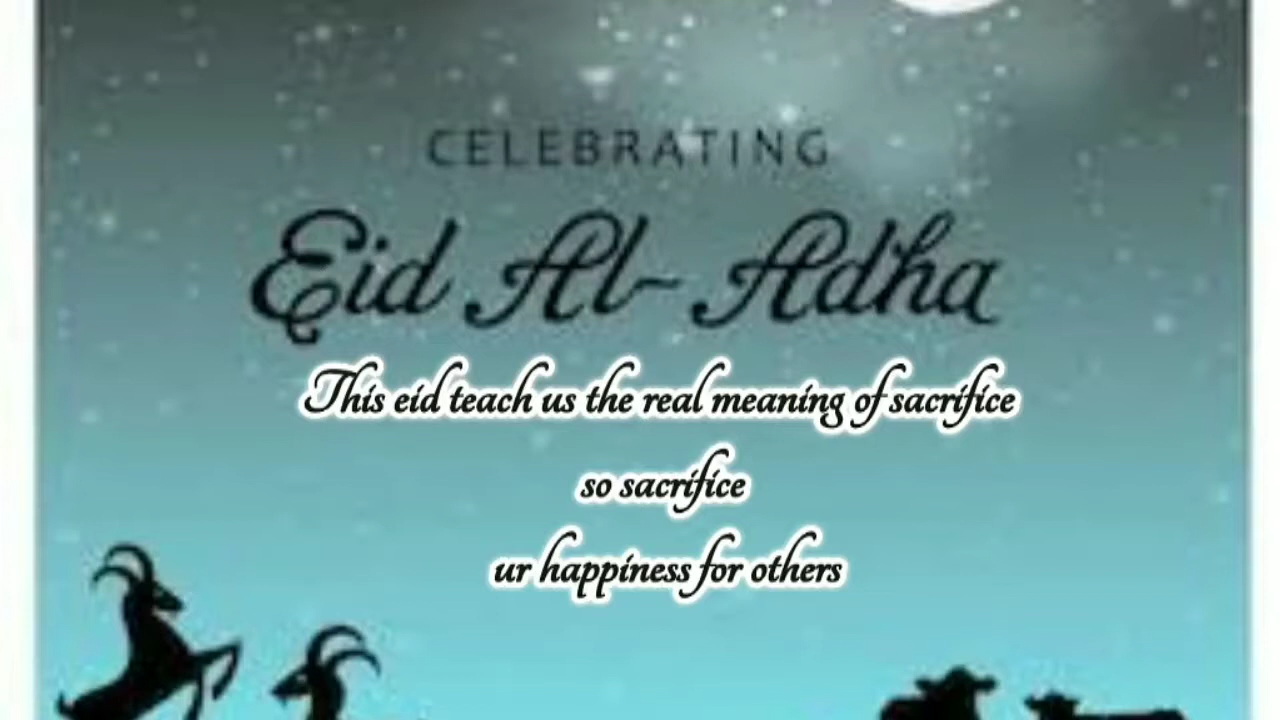 CELEBRATING
Eid Al-Adha
This eid teach us the real meaning of sacrifice
so sacrifice
ur happiness for others